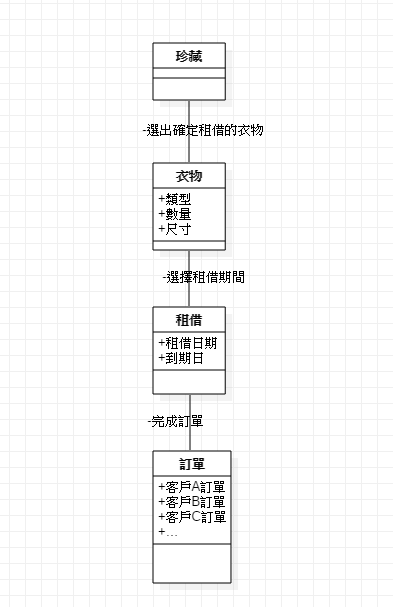 珍藏
-選出確定租借的衣物
衣物
+類型
+數量
+尺寸
-選擇租借期間
租借
+租借日期
+到期日
-完成訂單
訂單
+客戶A訂單
+客戶B訂單
+客戶C訂單
+...